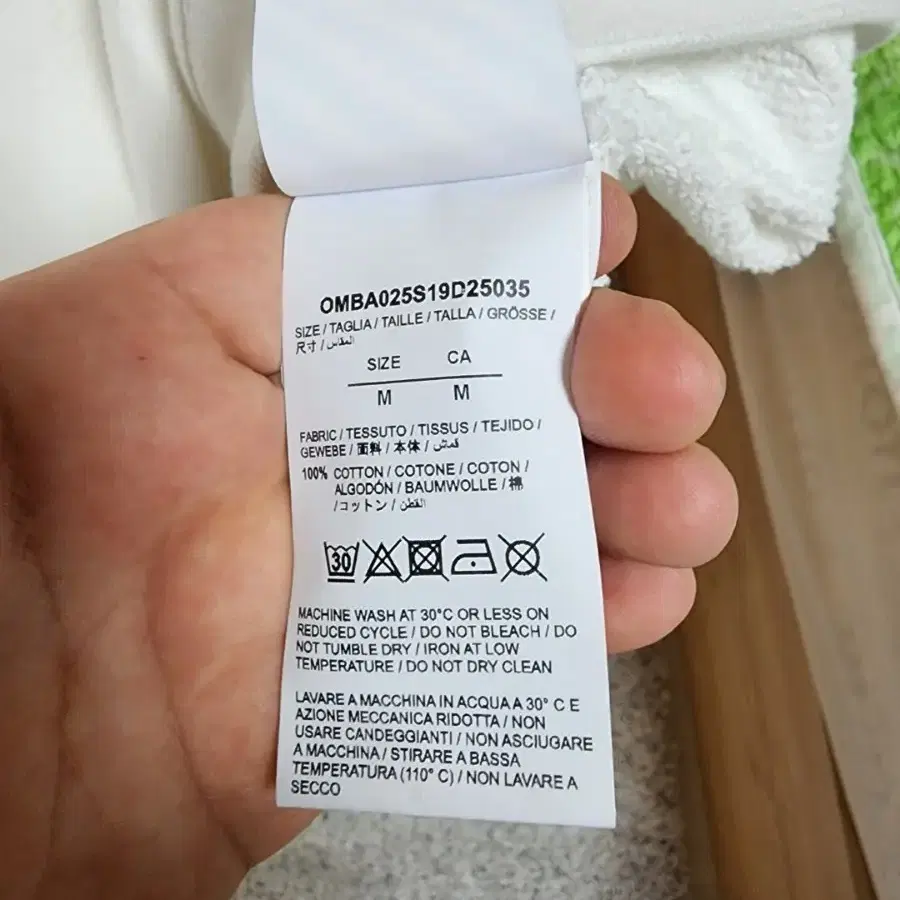 OMBA025S19D25035
SIZE / TAGLIA / TAILLE / TALLA / GRÖSSE /
尺寸 / المقاس
SIZE CA
M M
FABRIC / TESSUTO / TISSUS / TEJIDO /
GEWEBE / 面料 / 本体 / قماش
100% COTTON / COTONE / COTON /
ALGODÓN / BAUMWOLLE / 棉
/コットン / القطن
30
MACHINE WASH AT 30°C OR LESS ON
REDUCED CYCLE / DO NOT BLEACH / DO
NOT TUMBLE DRY / IRON AT LOW
TEMPERATURE / DO NOT DRY CLEAN
LAVARE A MACCHINA IN ACQUA A 30° C E
AZIONE MECCANICA RIDOTTA / NON
USARE CANDEGGIANTI / NON ASCIUGARE
A MACCHINA / STIRARE A BASSA
TEMPERATURA (110° C) / NON LAVARE A
SECCO